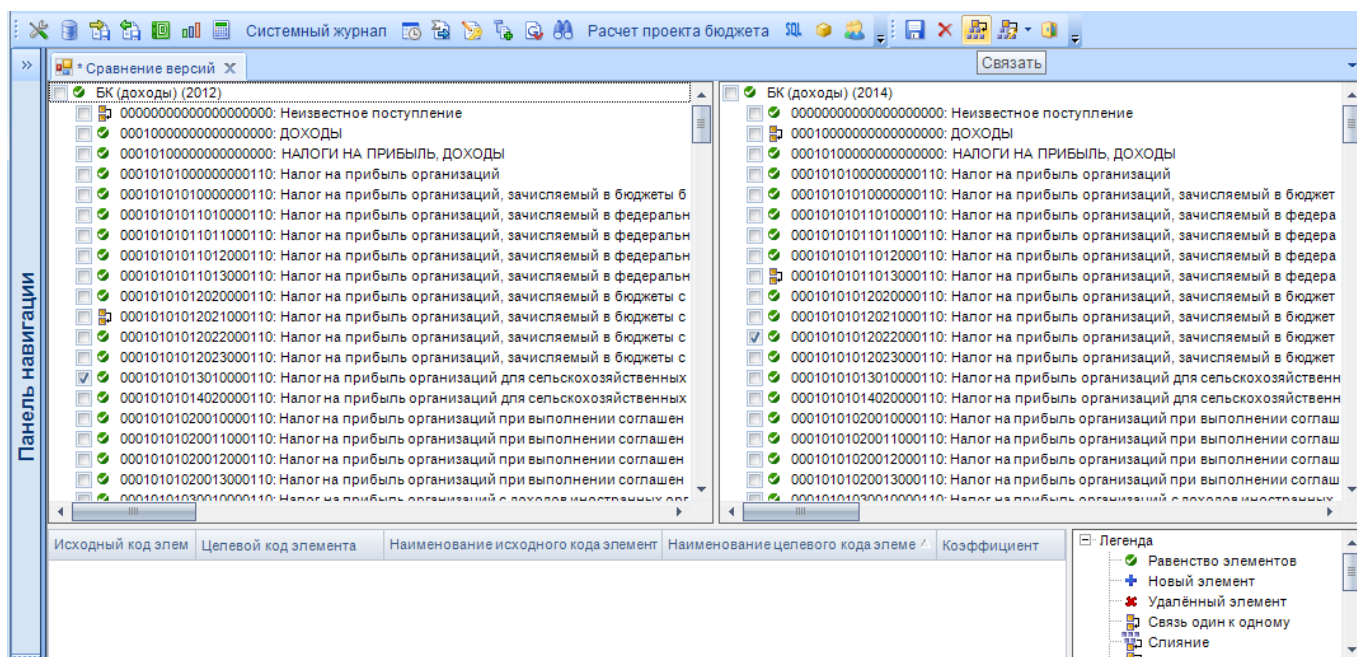 Системный журнал Расчет проекта бюджета SQL
Связать
* Сравнение версий X
Панель навигации
БК (доходы) (2012)
00000000000000000000: Неизвестное поступление
00010000000000000000: ДОХОДЫ
00010100000000000000: НАЛОГИ НА ПРИБЫЛЬ, ДОХОДЫ
00010101000000000110: Налог на прибыль организаций
00010101010000000110: Налог на прибыль организаций, зачисляемый в бюджеты б
00010101011010000110: Налог на прибыль организаций, зачисляемый в федеральн
00010101011011000110: Налог на прибыль организаций, зачисляемый в федеральн
00010101011012000110: Налог на прибыль организаций, зачисляемый в федеральн
00010101011013000110: Налог на прибыль организаций, зачисляемый в федеральн
00010101012020000110: Налог на прибыль организаций, зачисляемый в бюджеты с
00010101012021000110: Налог на прибыль организаций, зачисляемый в бюджеты с
00010101012022000110: Налог на прибыль организаций, зачисляемый в бюджеты с
00010101012023000110: Налог на прибыль организаций, зачисляемый в бюджеты с
00010101013010000110: Налог на прибыль организаций для сельскохозяйственных
00010101014020000110: Налог на прибыль организаций для сельскохозяйственных
00010101020010000110: Налог на прибыль организаций при выполнении соглашен
00010101020011000110: Налог на прибыль организаций при выполнении соглашен
00010101020012000110: Налог на прибыль организаций при выполнении соглашен
00010101020013000110: Налог на прибыль организаций при выполнении соглашен
00010101030010000110: Налог на прибыль организаций с доходов иностранных орг
БК (доходы) (2014)
00000000000000000000: Неизвестное поступление
00010000000000000000: ДОХОДЫ
00010100000000000000: НАЛОГИ НА ПРИБЫЛЬ, ДОХОДЫ
00010101000000000110: Налог на прибыль организаций
00010101010000000110: Налог на прибыль организаций, зачисляемый в бюджет
00010101011010000110: Налог на прибыль организаций, зачисляемый в федера
00010101011011000110: Налог на прибыль организаций, зачисляемый в федера
00010101011012000110: Налог на прибыль организаций, зачисляемый в федера
00010101011013000110: Налог на прибыль организаций, зачисляемый в федера
00010101012020000110: Налог на прибыль организаций, зачисляемый в бюджет
00010101012021000110: Налог на прибыль организаций, зачисляемый в бюджет
00010101012022000110: Налог на прибыль организаций, зачисляемый в бюджет
00010101012023000110: Налог на прибыль организаций, зачисляемый в бюджет
00010101013010000110: Налог на прибыль организаций для сельскохозяйственн
00010101014020000110: Налог на прибыль организаций для сельскохозяйственн
00010101020010000110: Налог на прибыль организаций при выполнении соглаш
00010101020011000110: Налог на прибыль организаций при выполнении соглаш
00010101020012000110: Налог на прибыль организаций при выполнении соглаш
00010101020013000110: Налог на прибыль организаций при выполнении соглаш
00010101030010000110: Налог на прибыль организаций с доходов иностранных
Исходный код элем Целевой код элемента Наименование исходного кода элемент Наименование целевого кода элеме Коэффициент
Легенда
Равенство элементов
Новый элемент
Удалённый элемент
Связь один к одному
Слияние